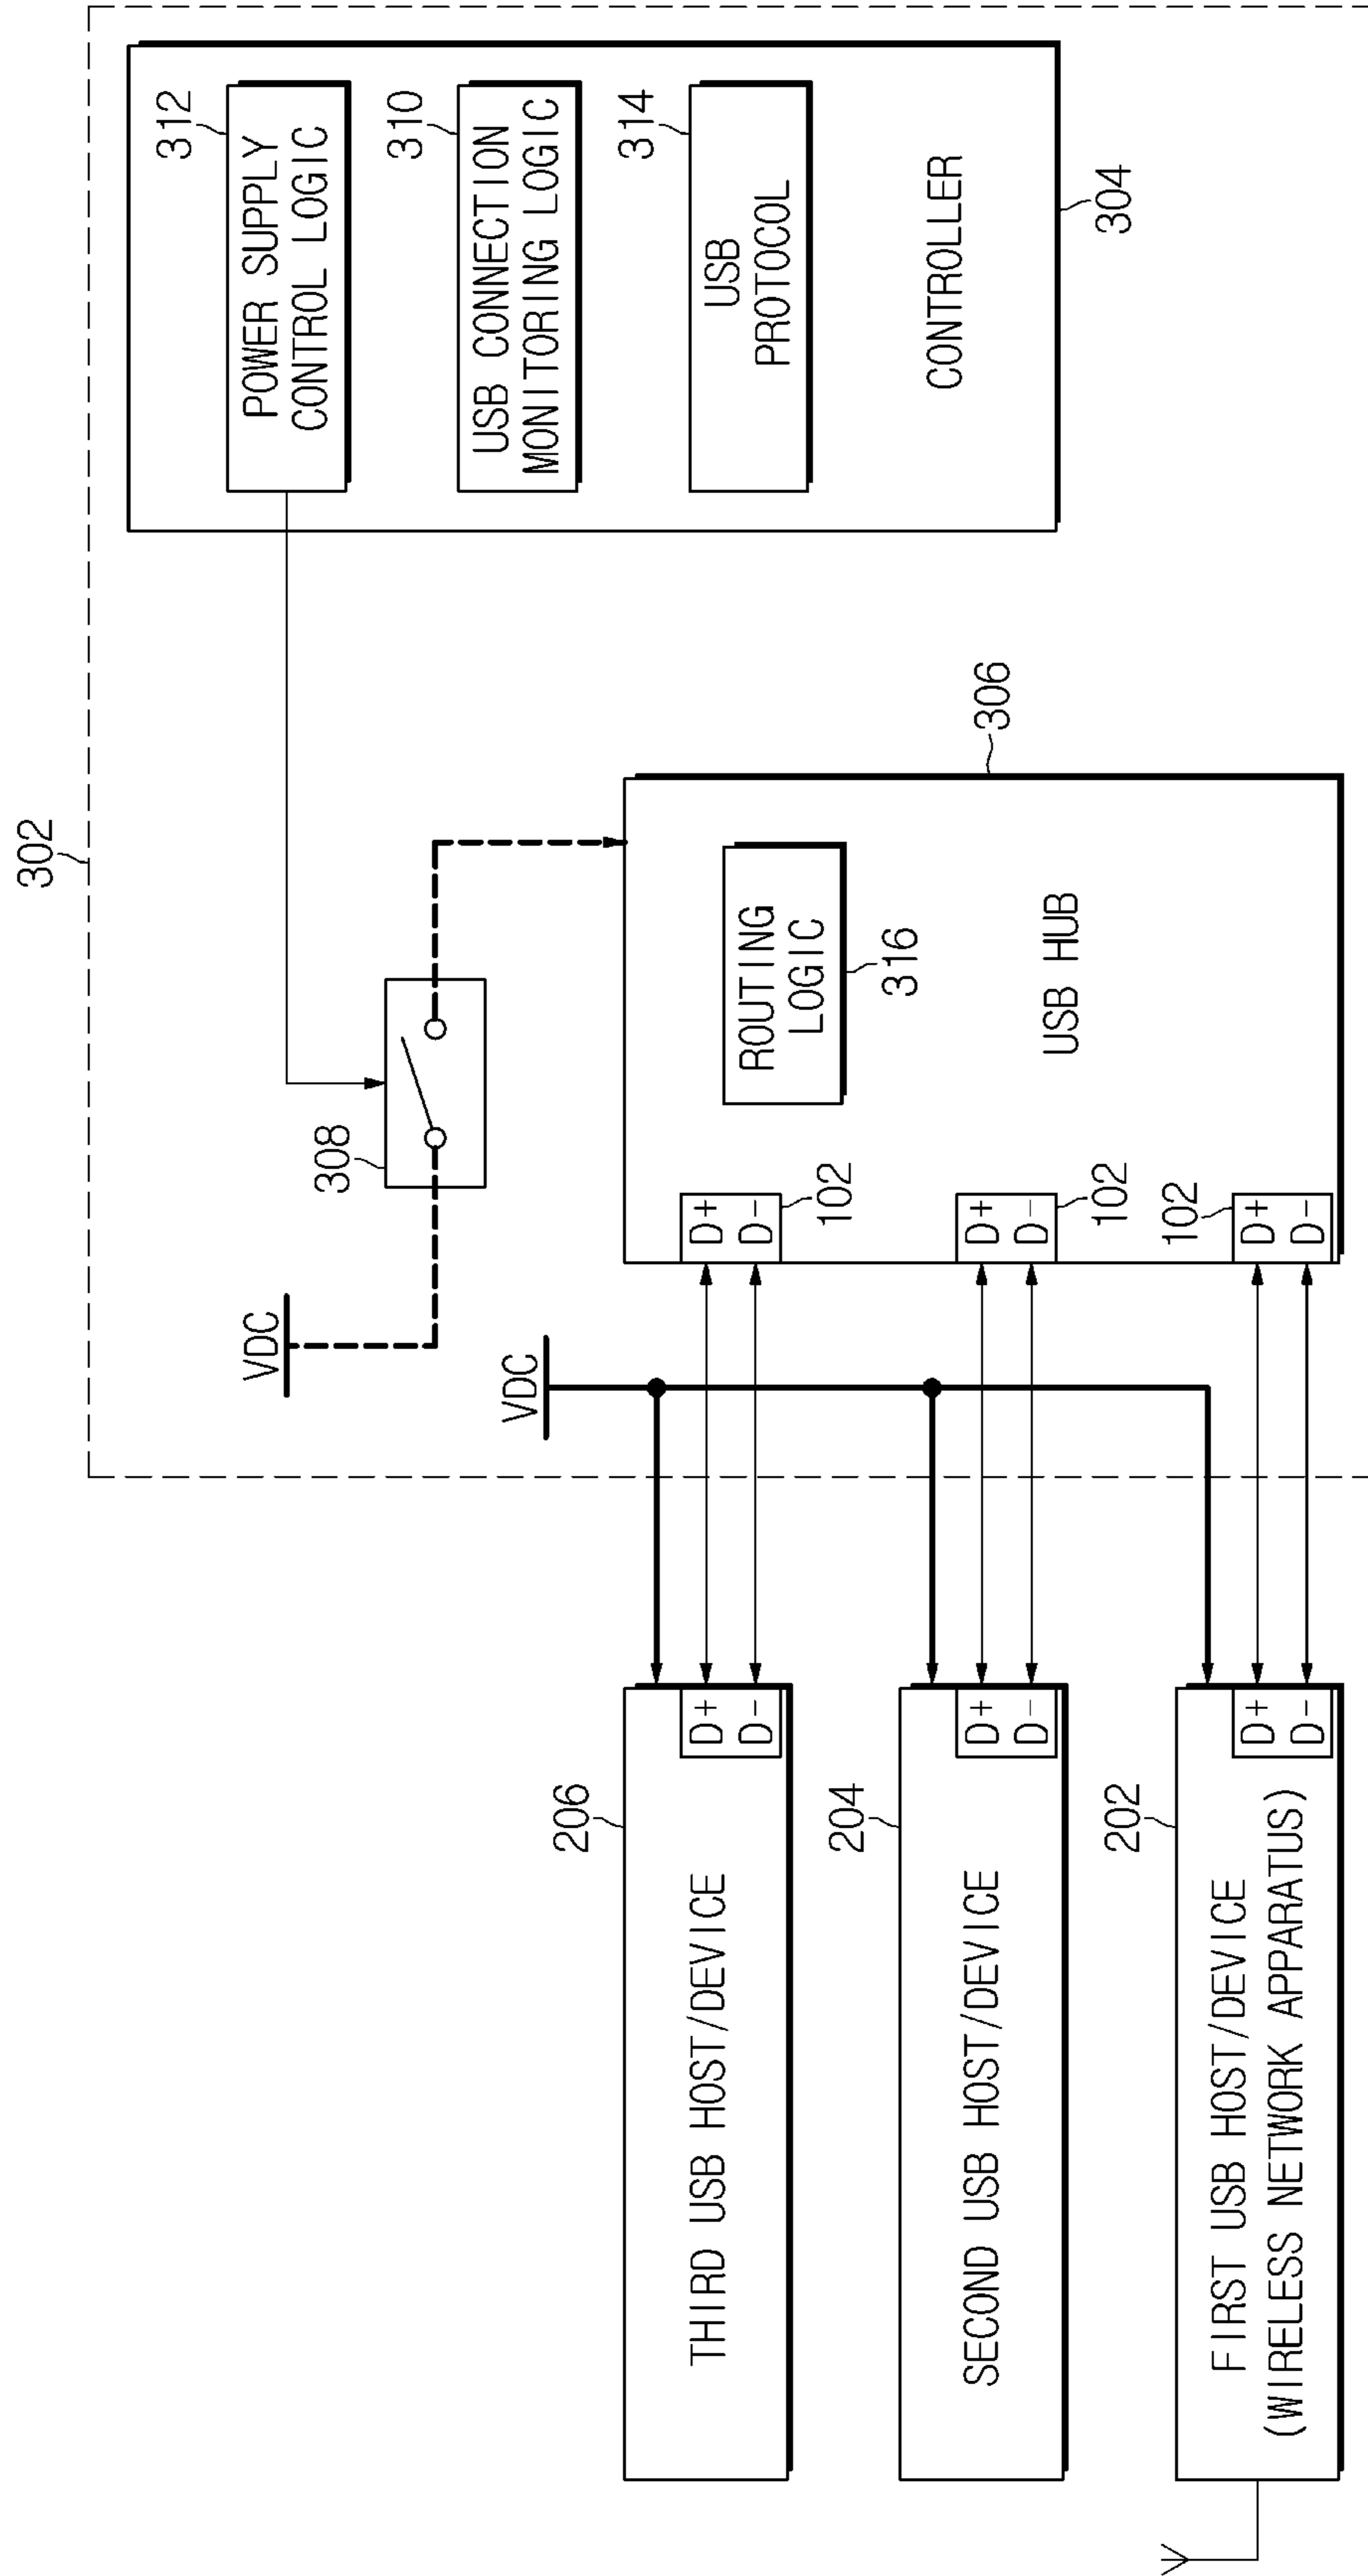 302
312
POWER SUPPLY
CONTROL LOGIC
310
USB CONNECTION
MONITORING LOGIC
314
USB
PROTOCOL
CONTROLLER
304
VDC
308
VDC
306
ROUTING
LOGIC
316
USB HUB
D+
D-
102
D+
D-
102
D+
D-
102
206
THIRD USB HOST/DEVICE
D+
D-
204
SECOND USB HOST/DEVICE
D+
D-
202
FIRST USB HOST/DEVICE
(WIRELESS NETWORK APPARATUS)
D+
D-